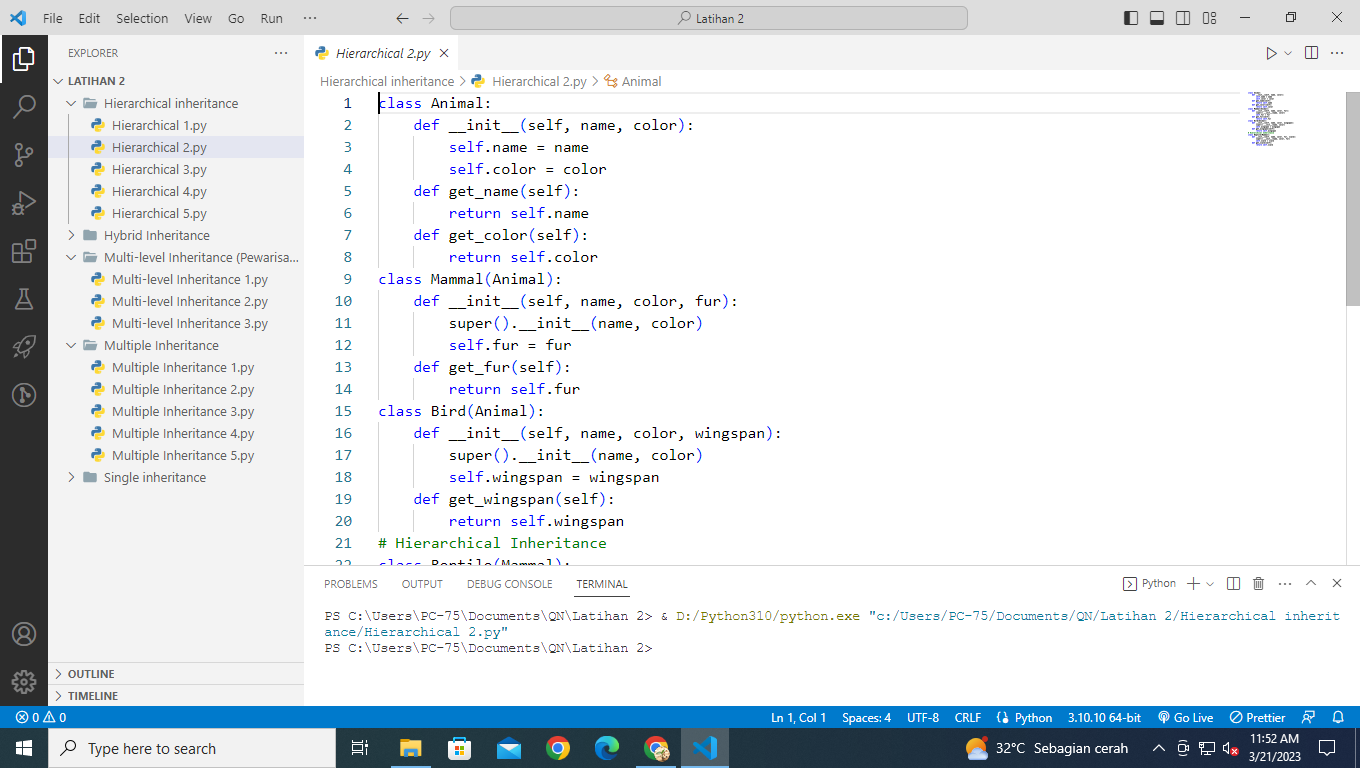 File Edit Selection View Go Run ··· Latihan 2
EXPLORER ···
LATIHAN 2
Hierarchical inheritance
Hierarchical 1.py
Hierarchical 2.py
Hierarchical 3.py
Hierarchical 4.py
Hierarchical 5.py
Hybrid Inheritance
Multi-level Inheritance (Pewarisa...
Multi-level Inheritance 1.py
Multi-level Inheritance 2.py
Multi-level Inheritance 3.py
Multiple Inheritance
Multiple Inheritance 1.py
Multiple Inheritance 2.py
Multiple Inheritance 3.py
Multiple Inheritance 4.py
Multiple Inheritance 5.py
Single inheritance
OUTLINE
TIMELINE
Hierarchical 2.py
Hierarchical inheritance > Hierarchical 2.py > Animal
1 class Animal:
2     def __init__(self, name, color):
3         self.name = name
4         self.color = color
5     def get_name(self):
6         return self.name
7     def get_color(self):
8         return self.color
9 class Mammal(Animal):
10     def __init__(self, name, color, fur):
11         super().__init__(name, color)
12         self.fur = fur
13     def get_fur(self):
14         return self.fur
15 class Bird(Animal):
16     def __init__(self, name, color, wingspan):
17         super().__init__(name, color)
18         self.wingspan = wingspan
19     def get_wingspan(self):
20         return self.wingspan
21 # Hierarchical Inheritance
22 class Reptile(Mammal):
PROBLEMS OUTPUT DEBUG CONSOLE TERMINAL Python
PS C:\Users\PC-75\Documents\QN\Latihan 2> & D:/Python310/python.exe "c:/Users/PC-75/Documents/QN/Latihan 2/Hierarchical inherit
ance/Hierarchical 2.py"
PS C:\Users\PC-75\Documents\QN\Latihan 2>
0 0 Ln 1, Col 1 Spaces: 4 UTF-8 CRLF Python 3.10.10 64-bit Go Live Prettier
Type here to search 32°C Sebagian cerah 11:52 AM
3/21/2023